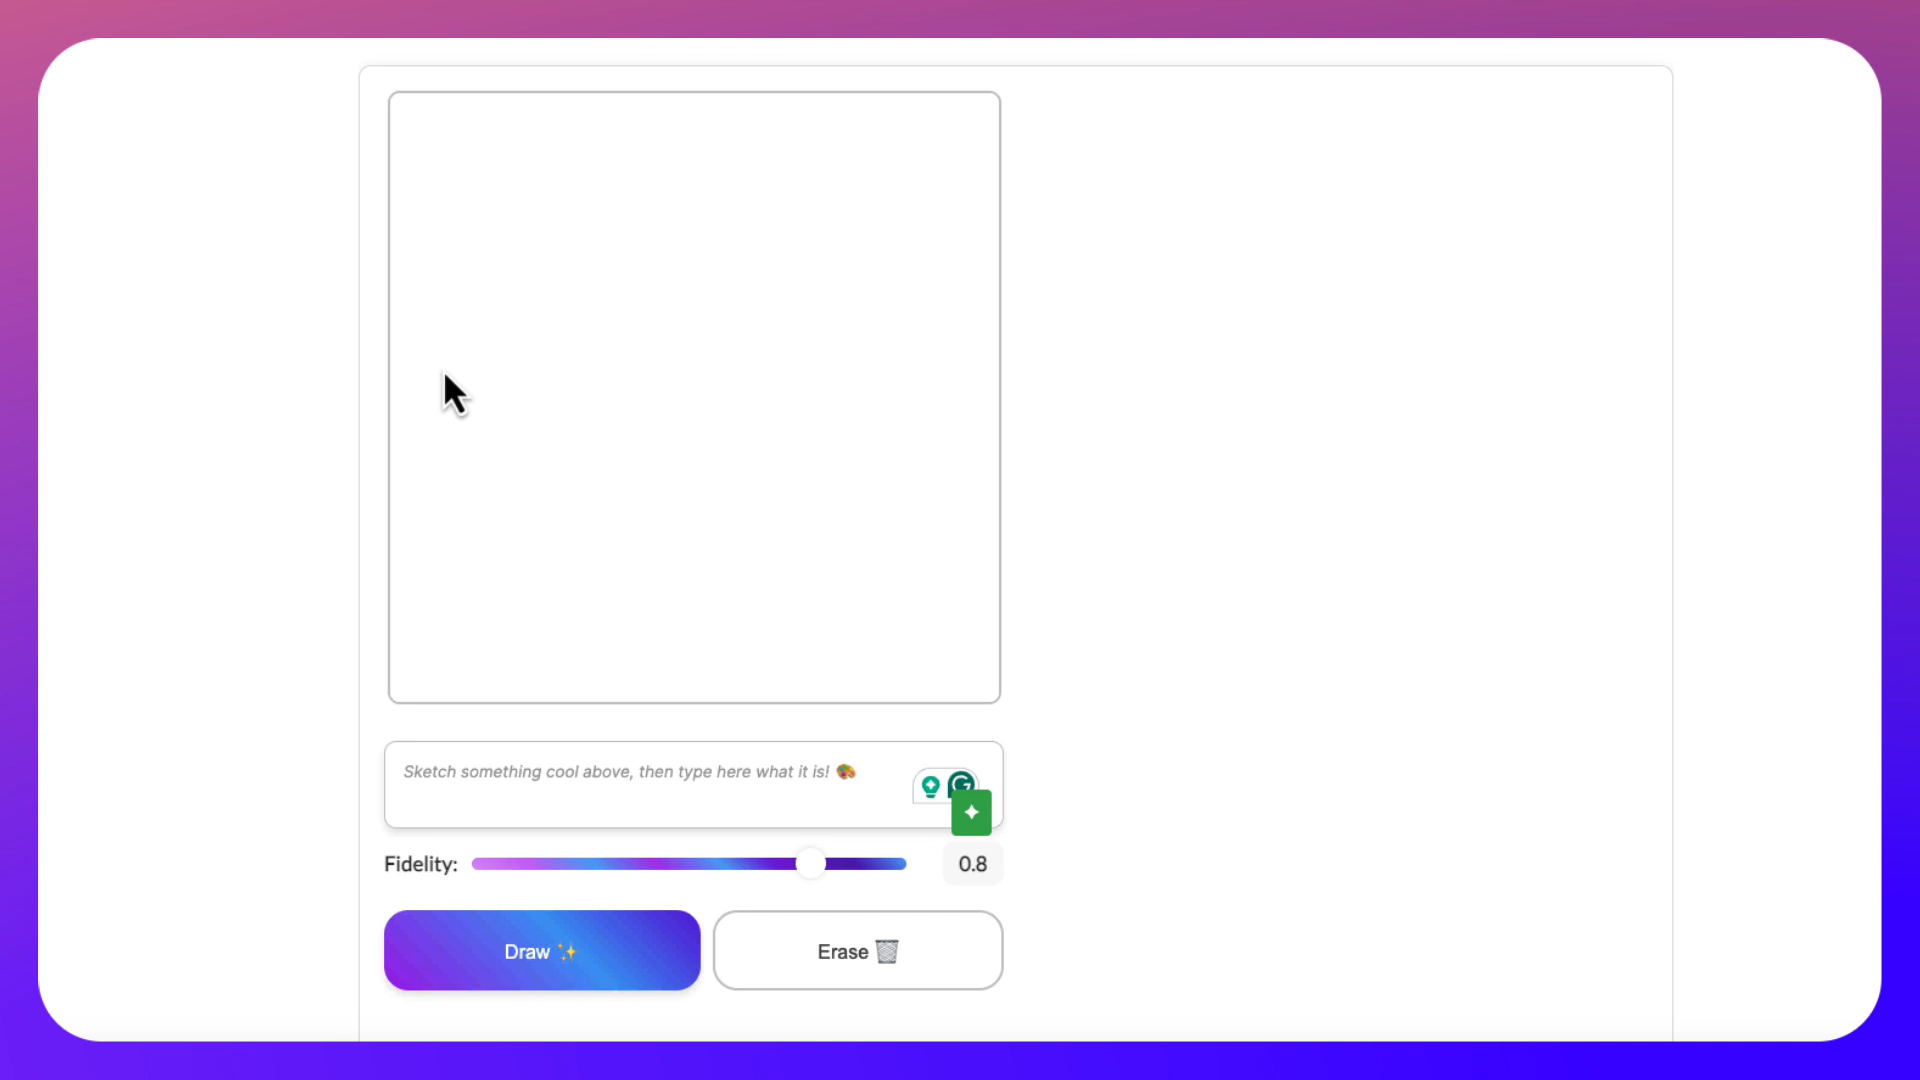 Sketch something cool above, then type here what it is! 🎨
Fidelity:
0.8
Draw ✨
Erase 🗑️